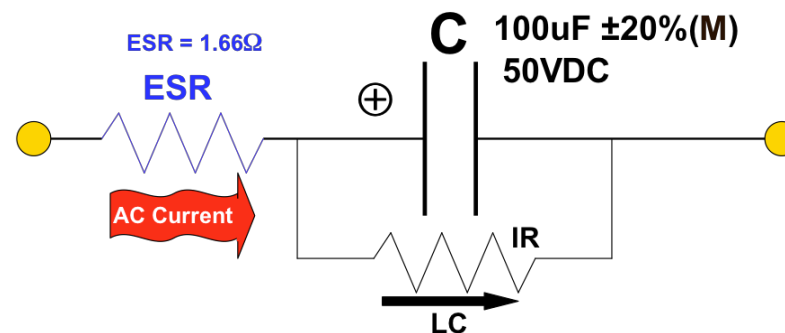 ESR = 1.66Ω
ESR
C
100uF ±20%(M)
50VDC
AC Current
IR
LC